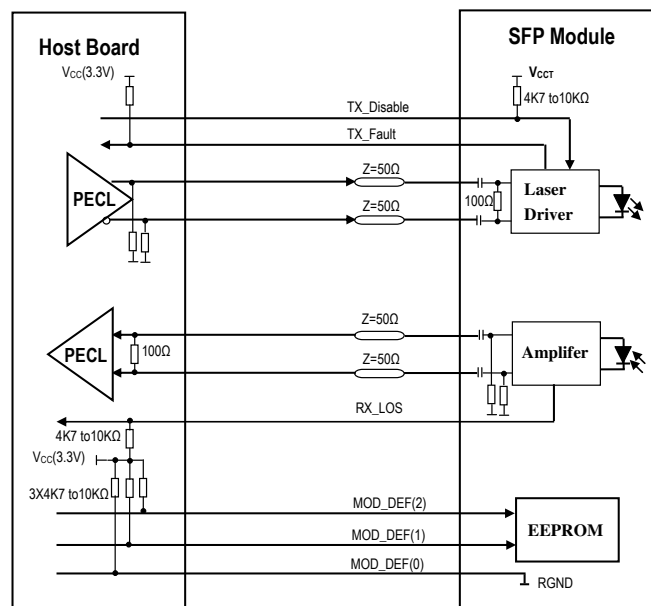 Host Board
SFP Module
VCC(3.3V)
VCCT
4K7 to10KΩ
TX_Disable
TX_Fault
PECL
Z=50Ω
Z=50Ω
100Ω
Laser
Driver
PECL
100Ω
Z=50Ω
Z=50Ω
Amplifer
RX_LOS
4K7 to10KΩ
VCC(3.3V)
3X4K7 to10KΩ
MOD_DEF(2)
MOD_DEF(1)
MOD_DEF(0)
EEPROM
RGND